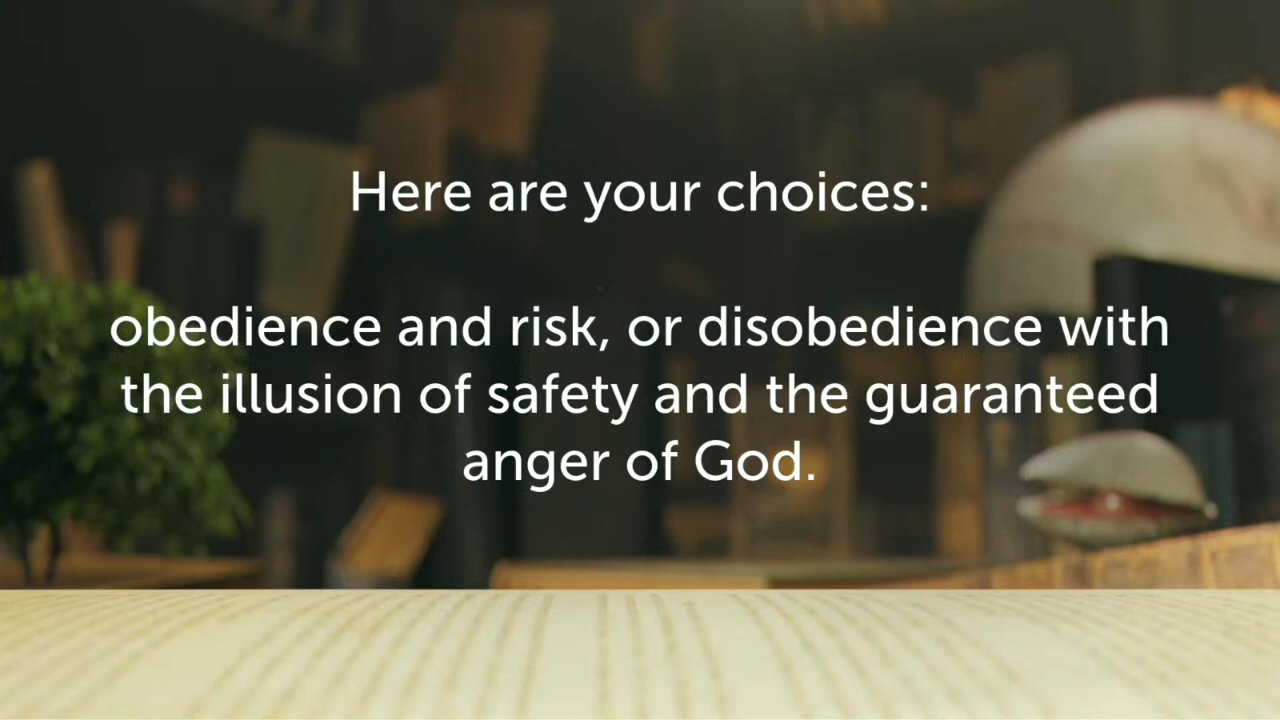 Here are your choices:
obedience and risk, or disobedience with
the illusion of safety and the guaranteed
anger of God.